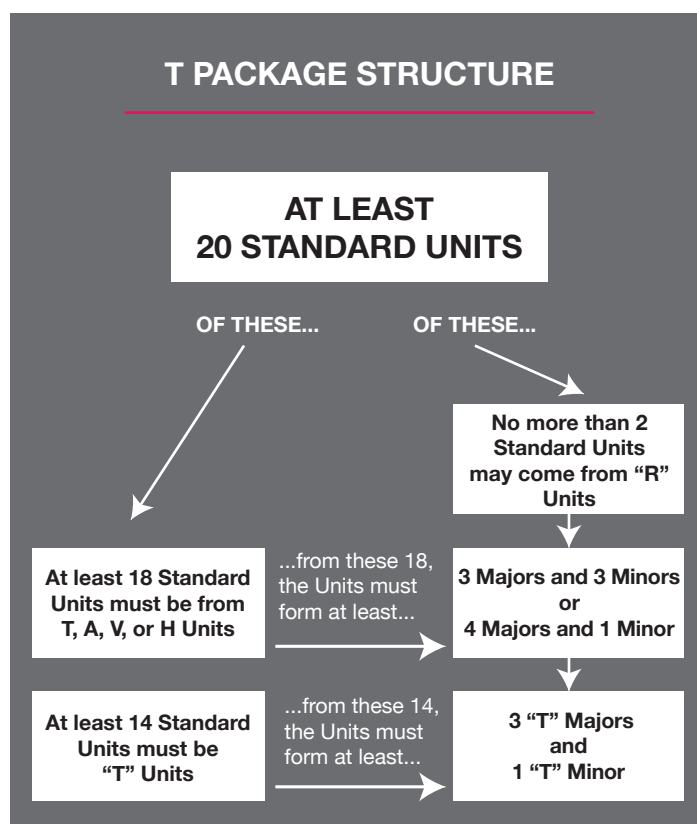 T PACKAGE STRUCTURE
AT LEAST
20 STANDARD UNITS
OF THESE...
OF THESE...
No more than 2
Standard Units
may come from “R”
Units
At least 18 Standard
Units must be from
T, A, V, or H Units
...from these 18,
the Units must
form at least...
3 Majors and 3 Minors
or
4 Majors and 1 Minor
At least 14 Standard
Units must be
“T” Units
...from these 14,
the Units must
form at least...
3 “T” Majors
and
1 “T” Minor